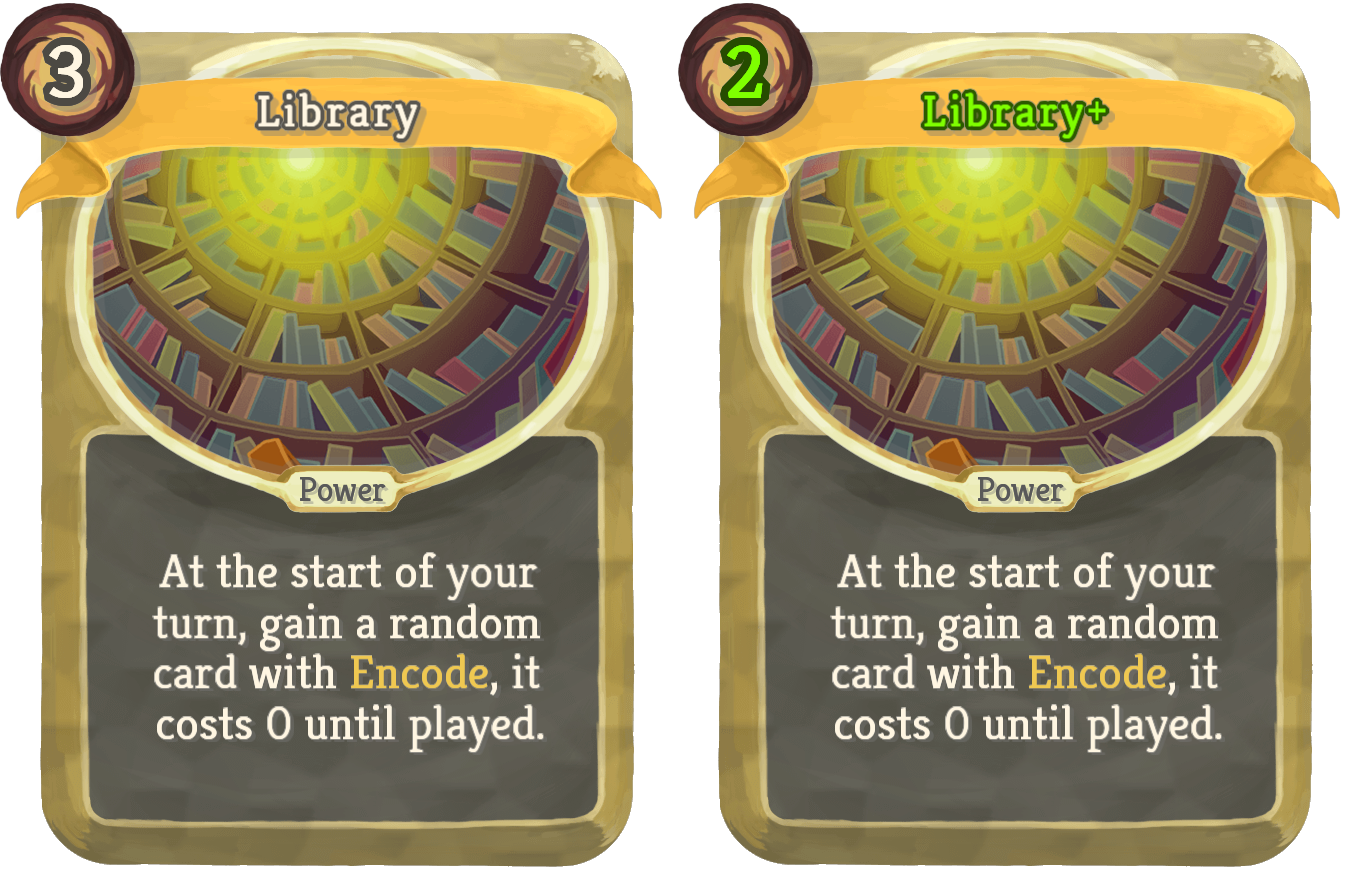 3
Library
Power
At the start of your
turn, gain a random
card with Encode, it
costs 0 until played.
2
Library+
Power
At the start of your
turn, gain a random
card with Encode, it
costs 0 until played.